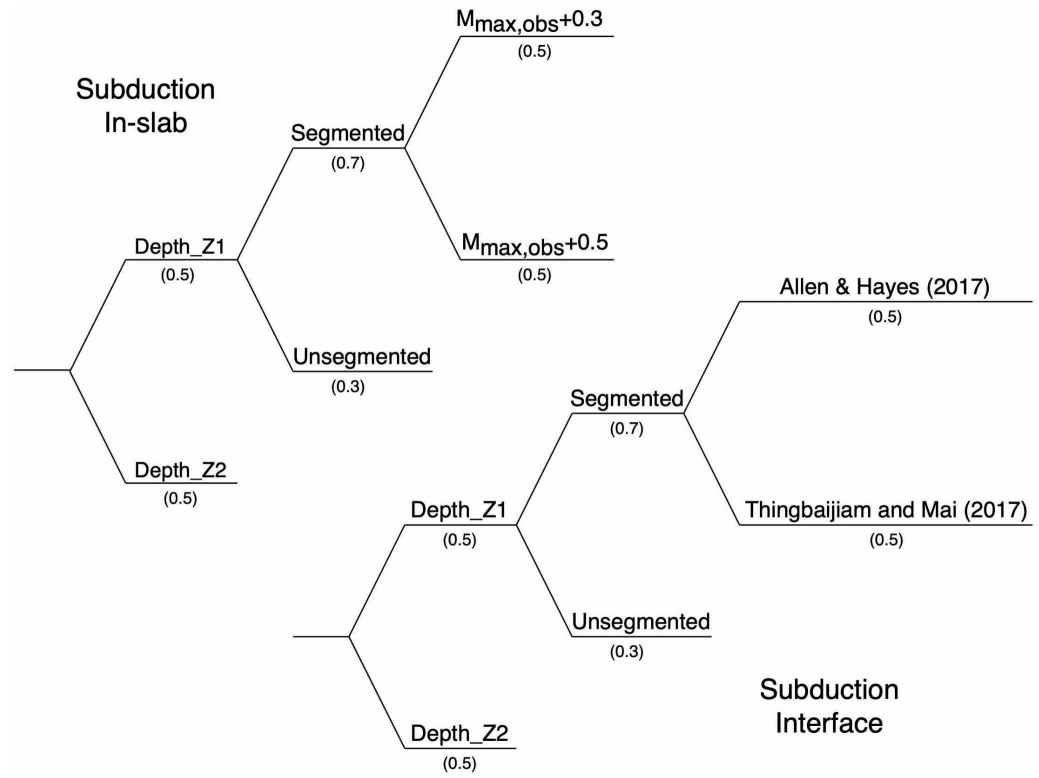 Subduction
In-slab
M max,obs+0.3
(0.5)
Segmented
(0.7)
M max,obs+0.5
(0.5)
Depth_Z1
(0.5)
Unsegmented
(0.3)
Depth_Z2
(0.5)
Allen & Hayes (2017)
(0.5)
Segmented
(0.7)
Thingbaijiam and Mai (2017)
(0.5)
Depth_Z1
(0.5)
Unsegmented
(0.3)
Depth_Z2
(0.5)
Subduction
Interface